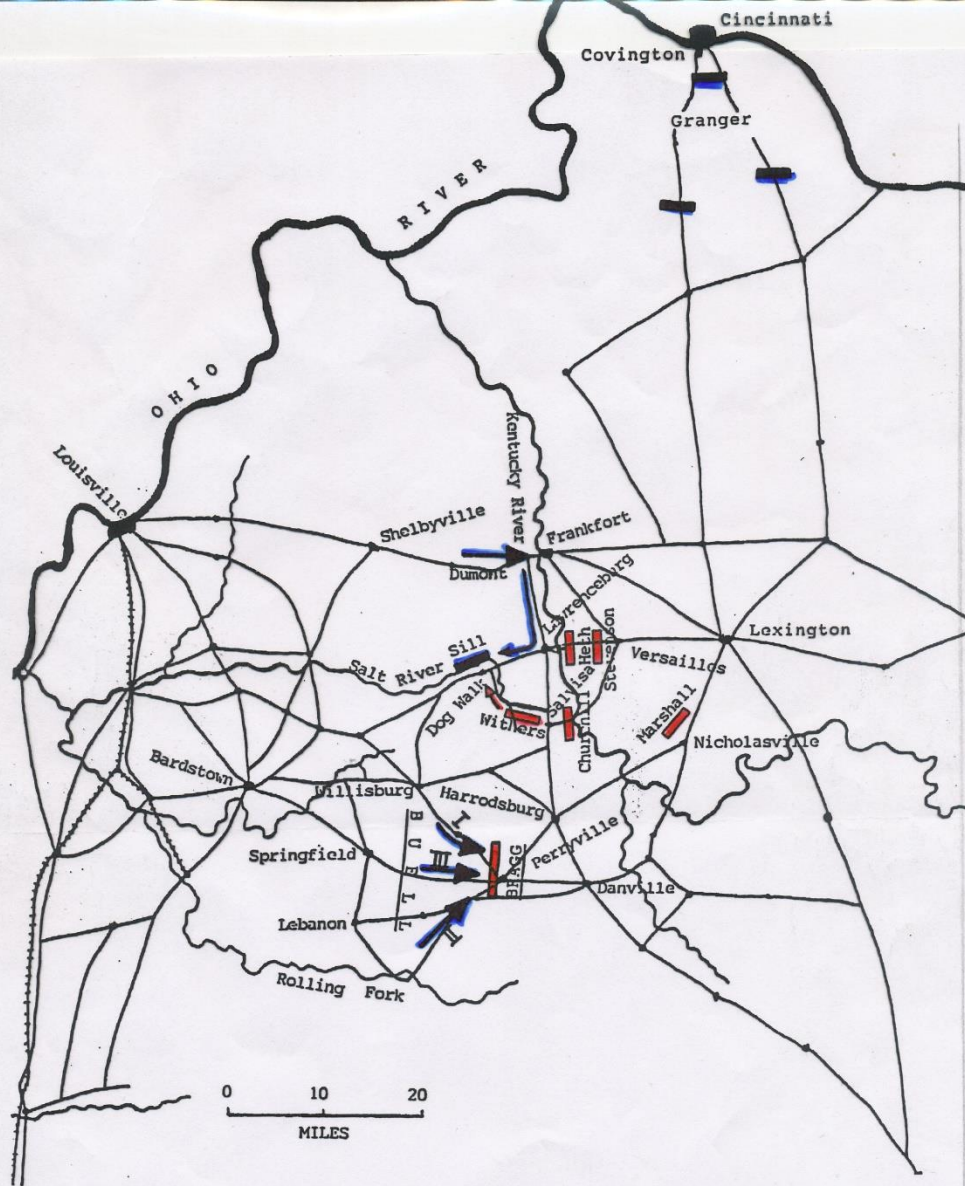 Cincinnati
Covington
Granger
RIVER
OHIO
Louisville
Kentucky River
Shelbyville
Frankfort
Dumont
Lawrenceburg
Lexington
Sill
Salt River
Heth
Stevenson
Versailles
Salvisa
Dog Walk
Withers
Churchill
Marshall
Nicholasville
Bardstown
Willisburg
Harrodsburg
I
BUELL
III
Springfield
BRAGG
Perryville
Danville
Lebanon
II
Rolling Fork
0 10 20
MILES